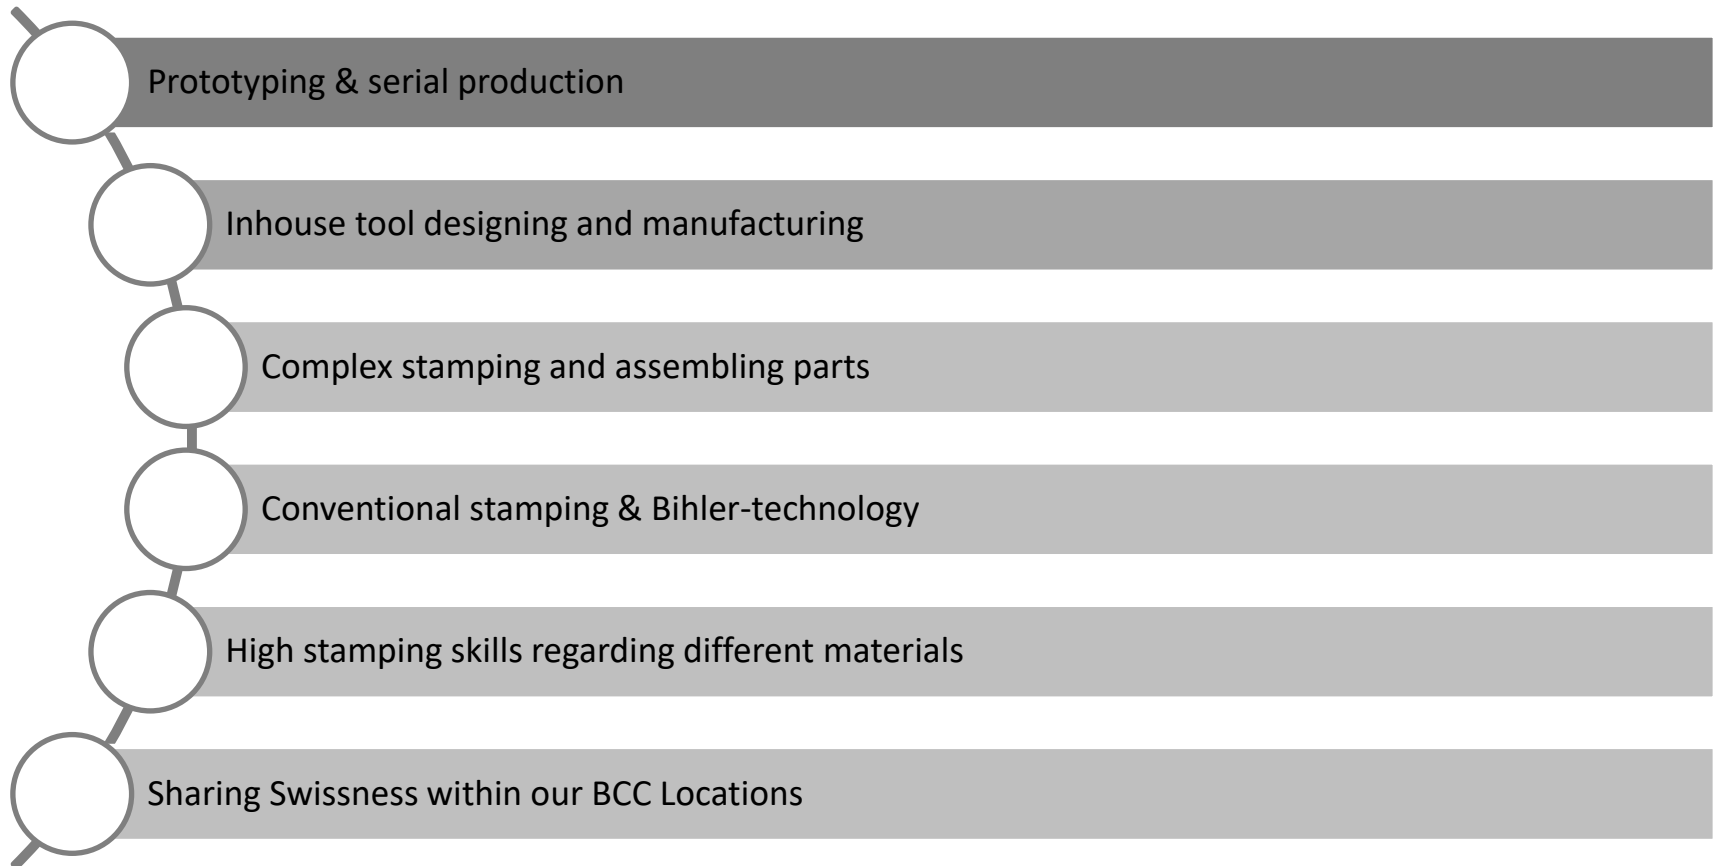 Prototyping & serial production
Inhouse tool designing and manufacturing
Complex stamping and assembling parts
Conventional stamping & Bihler-technology
High stamping skills regarding different materials
Sharing Swissness within our BCC Locations